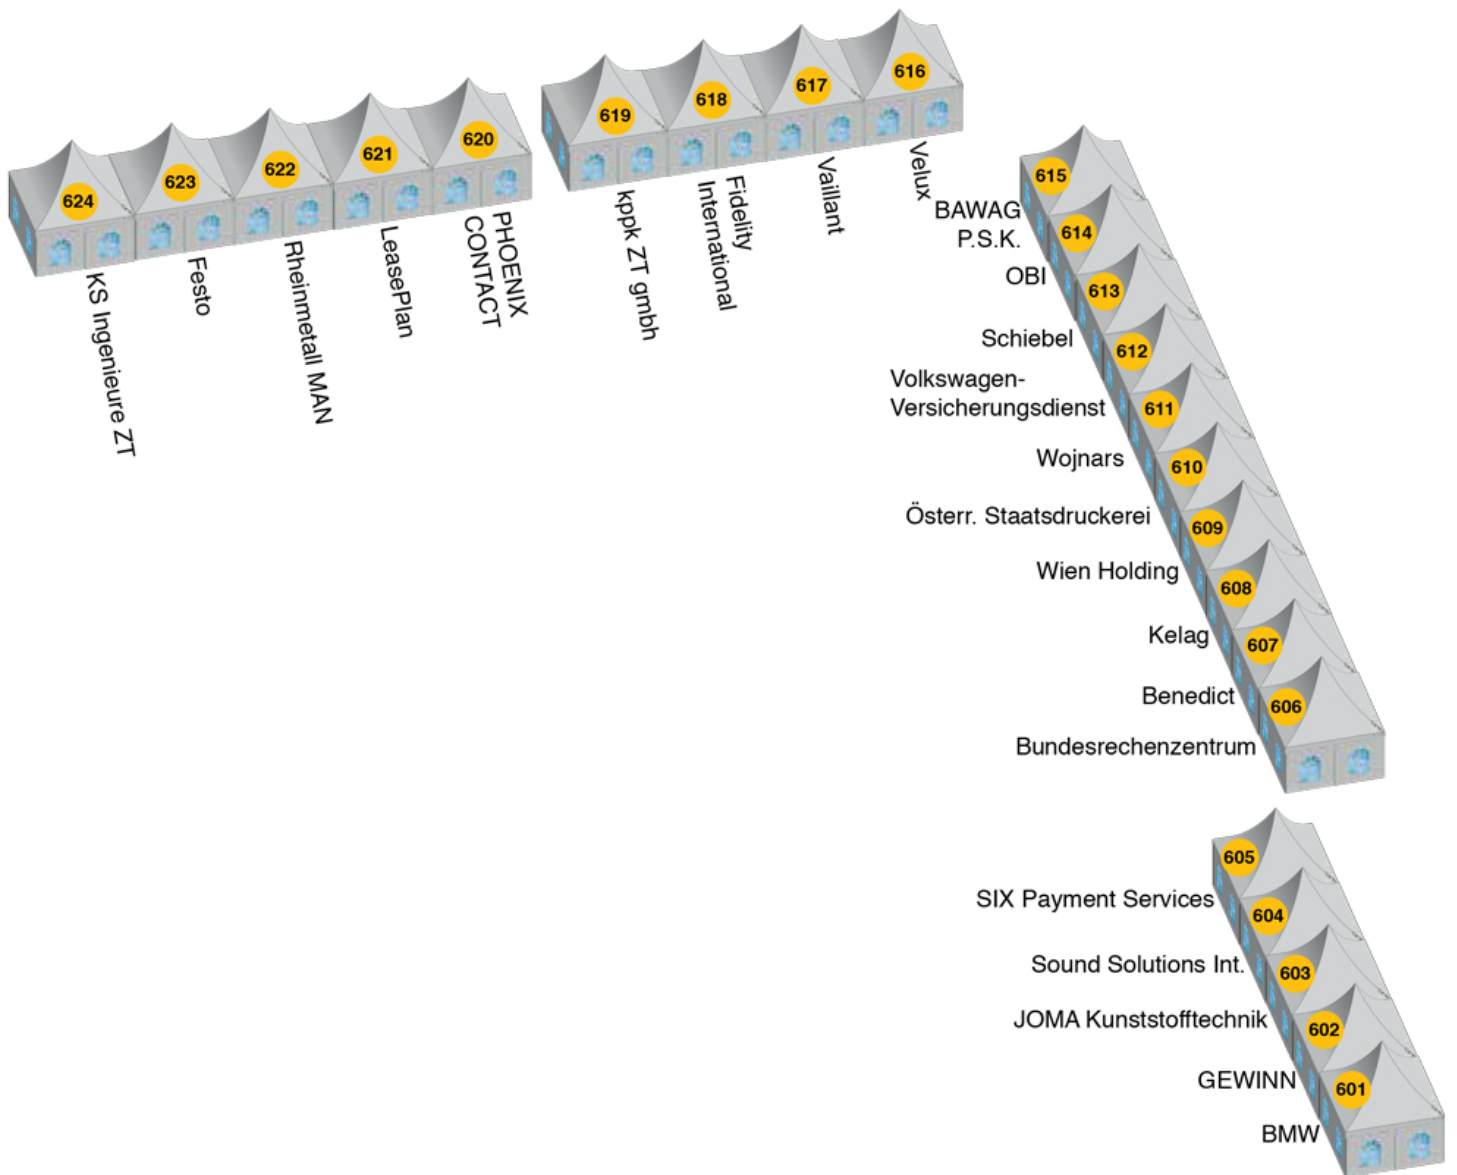 624
623
622
621
620
619
618
617
616
KS Ingenieure ZT
Festo
Rheinmetall MAN
LeasePlan
PHOENIX
CONTACT
kppk ZT gmbh
Fidelity
International
Vaillant
Velux
615
BAWAG
P.S.K.
614
OBI
613
Schiebel
612
Volkswagen-
Versicherungsdienst
611
Wojnars
610
Österr. Staatsdruckerei
609
Wien Holding
608
Kelag
607
Benedict
606
Bundesrechenzentrum
605
SIX Payment Services
604
Sound Solutions Int.
603
JOMA Kunststofftechnik
602
GEWINN
601
BMW